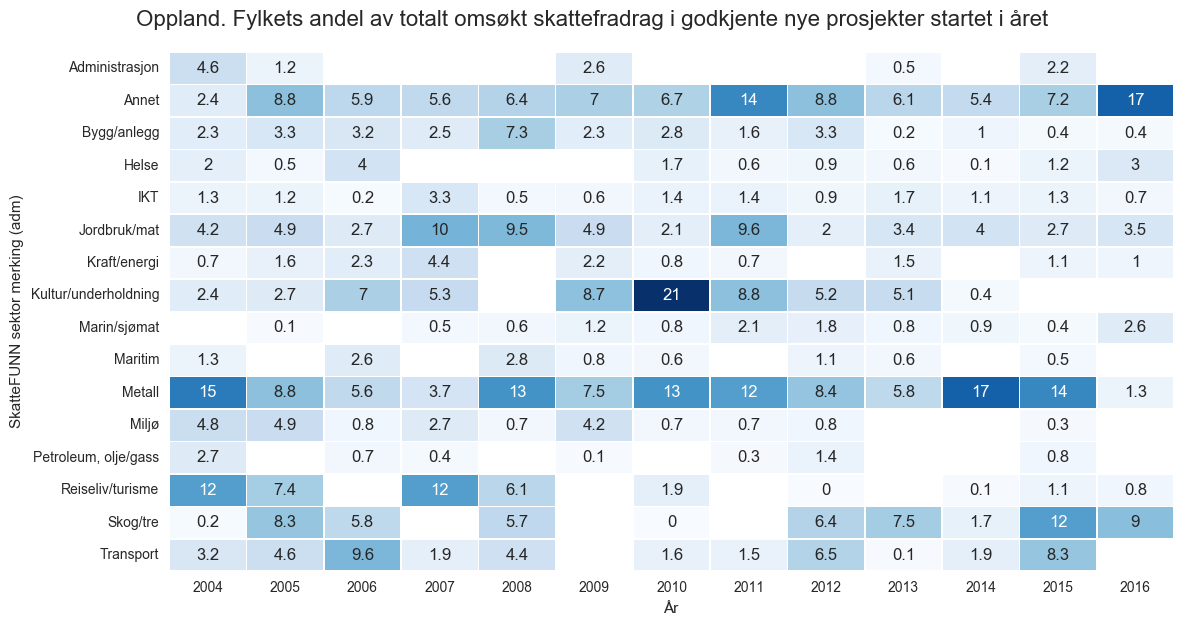 Oppland. Fylkets andel av totalt omsøkt skattefradrag i godkjente nye prosjekter startet i året
SkatteFUNN sektor merking (adm)
Administrasjon 4.6 1.2 2.6 0.5 2.2
Annet 2.4 8.8 5.9 5.6 6.4 7 6.7 14 8.8 6.1 5.4 7.2 17
Bygg/anlegg 2.3 3.3 3.2 2.5 7.3 2.3 2.8 1.6 3.3 0.2 1 0.4 0.4
Helse 2 0.5 4 1.7 0.6 0.9 0.6 0.1 1.2 3
IKT 1.3 1.2 0.2 3.3 0.5 0.6 1.4 1.4 0.9 1.7 1.1 1.3 0.7
Jordbruk/mat 4.2 4.9 2.7 10 9.5 4.9 2.1 9.6 2 3.4 4 2.7 3.5
Kraft/energi 0.7 1.6 2.3 4.4 2.2 0.8 0.7 1.5 1.1 1
Kultur/underholdning 2.4 2.7 7 5.3 8.7 21 8.8 5.2 5.1 0.4
Marin/sjømat 0.1 0.5 0.6 1.2 0.8 2.1 1.8 0.8 0.9 0.4 2.6
Maritim 1.3 2.6 2.8 0.8 0.6 1.1 0.6 0.5
Metall 15 8.8 5.6 3.7 13 7.5 13 12 8.4 5.8 17 14 1.3
Miljø 4.8 4.9 0.8 2.7 0.7 4.2 0.7 0.7 0.8 0.3
Petroleum, olje/gass 2.7 0.7 0.4 0.1 0.3 1.4 0.8
Reiseliv/turisme 12 7.4 12 6.1 1.9 0 0.1 1.1 0.8
Skog/tre 0.2 8.3 5.8 5.7 0 6.4 7.5 1.7 12 9
Transport 3.2 4.6 9.6 1.9 4.4 1.6 1.5 6.5 0.1 1.9 8.3
2004 2005 2006 2007 2008 2009 2010 2011 2012 2013 2014 2015 2016
År